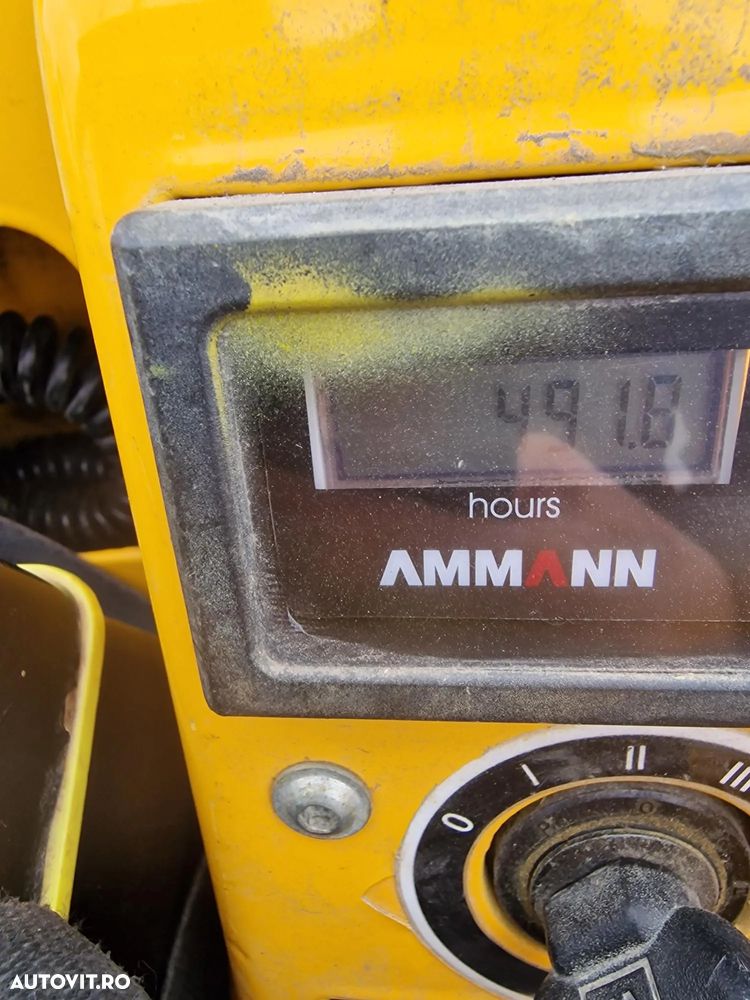 491.8
hours
AMMANN
0 I II III
AUTOVIT.RO